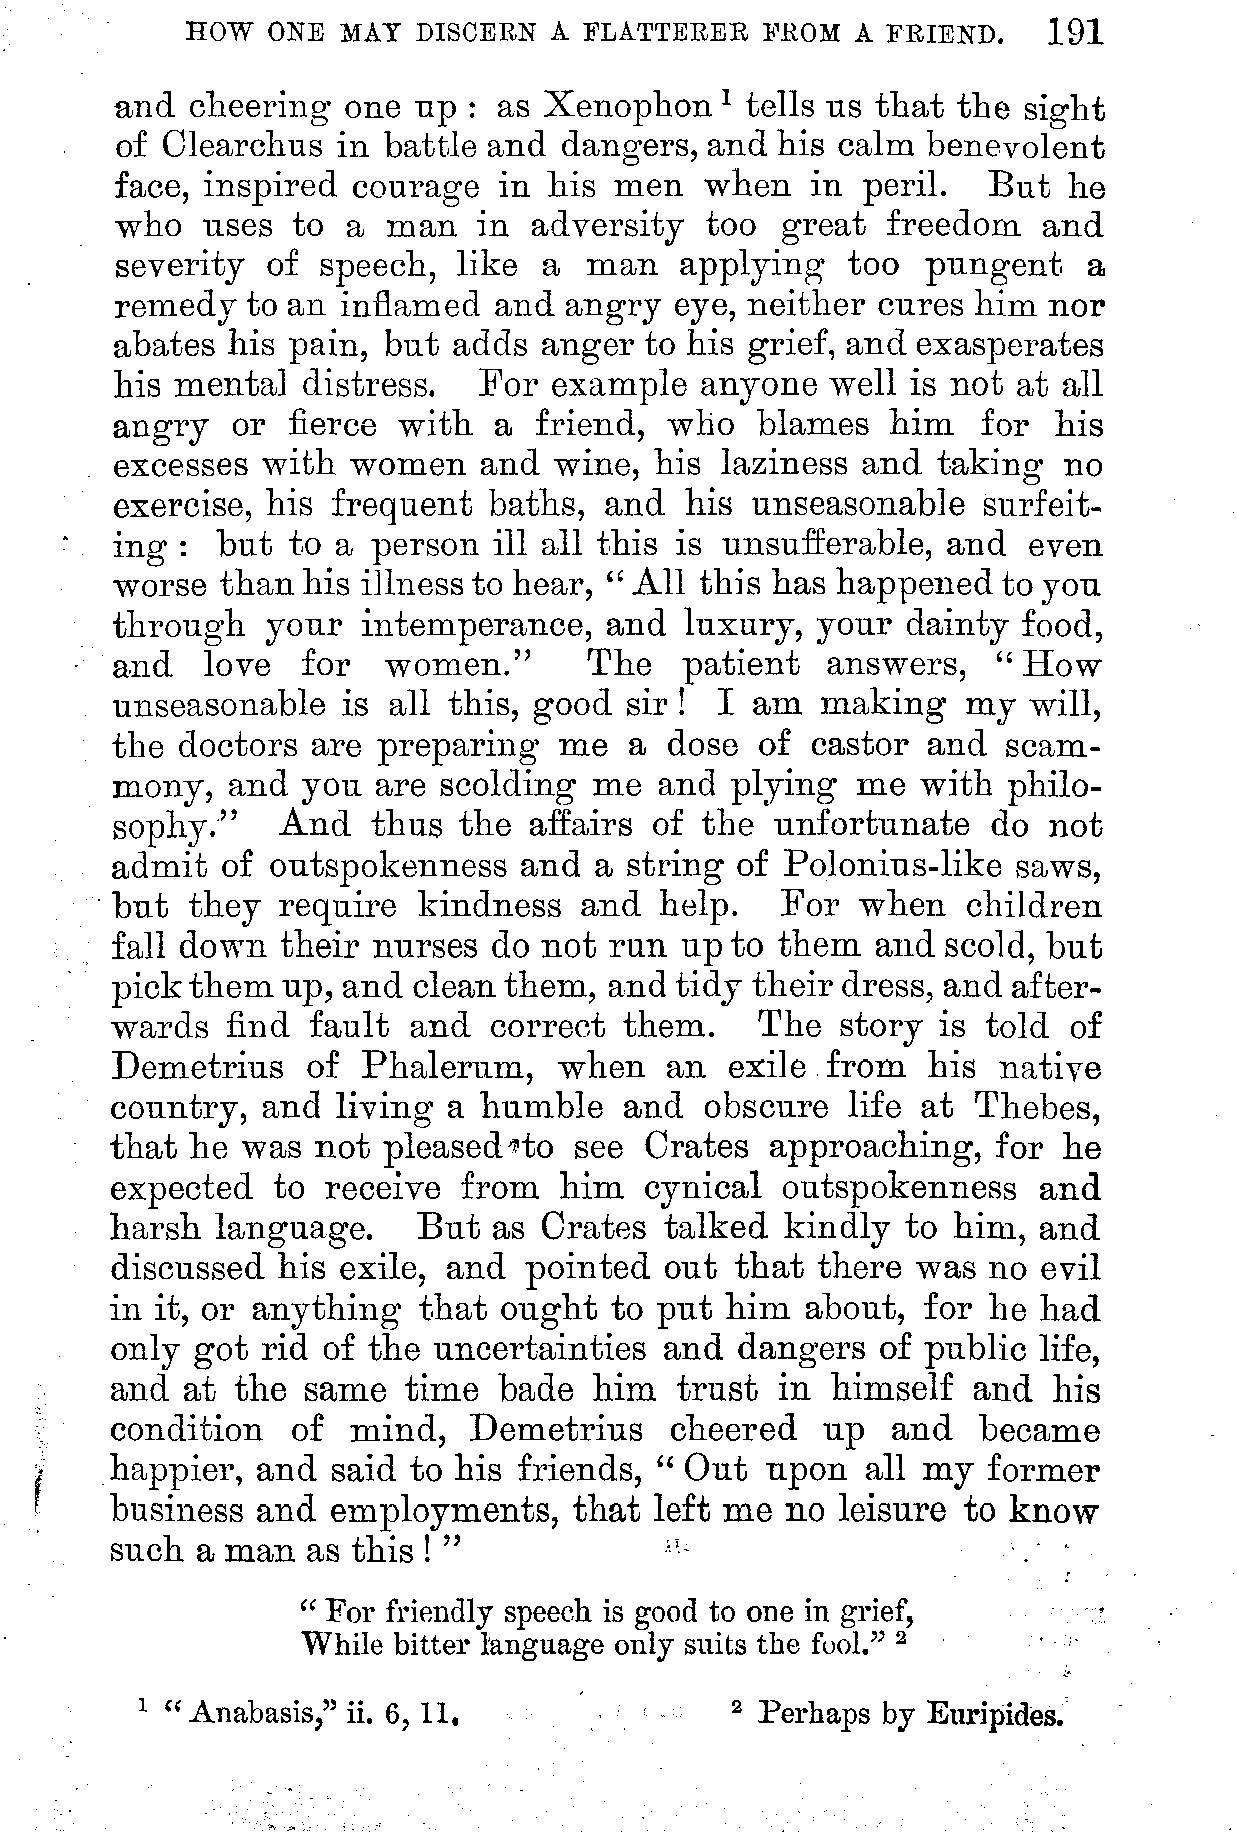 HOW ONE MAY DISCERN A FLATTERER FROM A FRIEND. 191
and cheering one up : as Xenophon ¹ tells us that the sight
of Clearchus in battle and dangers, and his calm benevolent
face, inspired courage in his men when in peril. But he
who uses to a man in adversity too great freedom and
severity of speech, like a man applying too pungent a
remedy to an inflamed and angry eye, neither cures him nor
abates his pain, but adds anger to his grief, and exasperates
his mental distress. For example anyone well is not at all
angry or fierce with a friend, who blames him for his
excesses with women and wine, his laziness and taking no
exercise, his frequent baths, and his unseasonable surfeit-
ing : but to a person ill all this is unsufferable, and even
worse than his illness to hear, “ All this has happened to you
through your intemperance, and luxury, your dainty food,
and love for women.” The patient answers, “ How
unseasonable is all this, good sir ! I am making my will,
the doctors are preparing me a dose of castor and scam-
mony, and you are scolding me and plying me with philo-
sophy.” And thus the affairs of the unfortunate do not
admit of outspokenness and a string of Polonius-like saws,
but they require kindness and help. For when children
fall down their nurses do not run up to them and scold, but
pick them up, and clean them, and tidy their dress, and after-
wards find fault and correct them. The story is told of
Demetrius of Phalerum, when an exile from his native
country, and living a humble and obscure life at Thebes,
that he was not pleased to see Crates approaching, for he
expected to receive from him cynical outspokenness and
harsh language. But as Crates talked kindly to him, and
discussed his exile, and pointed out that there was no evil
in it, or anything that ought to put him about, for he had
only got rid of the uncertainties and dangers of public life,
and at the same time bade him trust in himself and his
condition of mind, Demetrius cheered up and became
happier, and said to his friends, “ Out upon all my former
business and employments, that left me no leisure to know
such a man as this ! ”
“ For friendly speech is good to one in grief,
While bitter language only suits the fool.” ²
¹ “ Anabasis,” ii. 6, 11. ² Perhaps by Euripides.